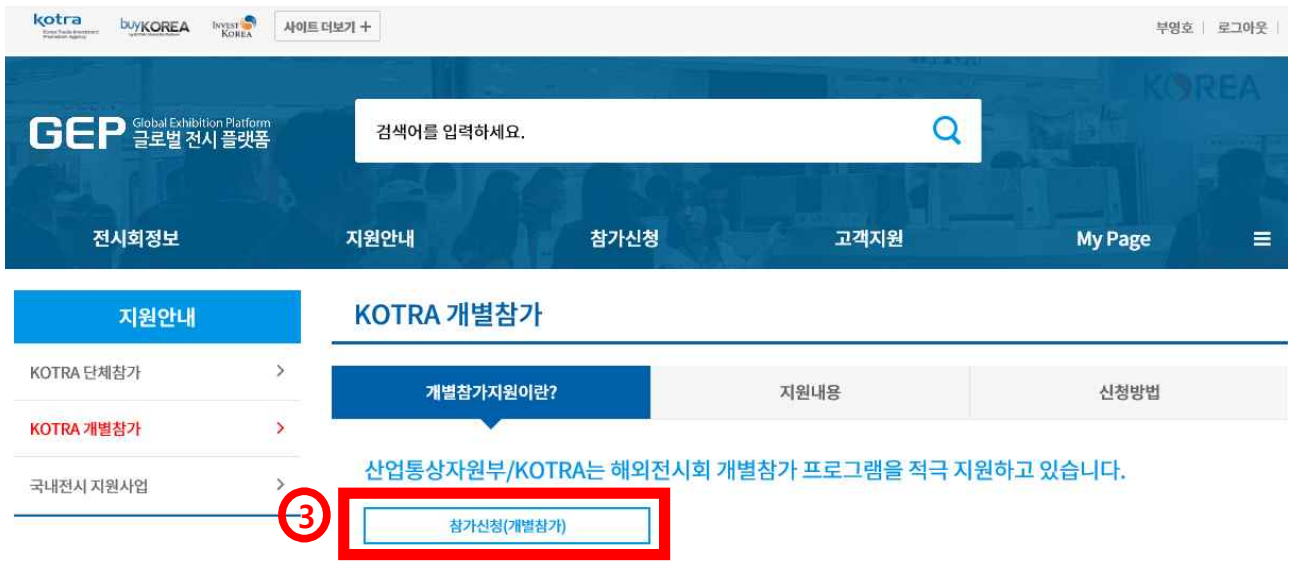 kotra
Korea Trade-Investment
Promotion Agency
buyKOREA
INVEST
KOREA
사이트 더보기 +
부영호
로그아웃
KOREA
GEP Global Exhibition Platform
글로벌 전시 플랫폼
검색어를 입력하세요.
전시회정보
지원안내
참가신청
고객지원
My Page
지원안내
KOTRA 단체참가
KOTRA 개별참가
국내전시 지원사업
KOTRA 개별참가
개별참가지원이란?
지원내용
신청방법
산업통상자원부/KOTRA는 해외전시회 개별참가 프로그램을 적극 지원하고 있습니다.
3
참가신청(개별참가)